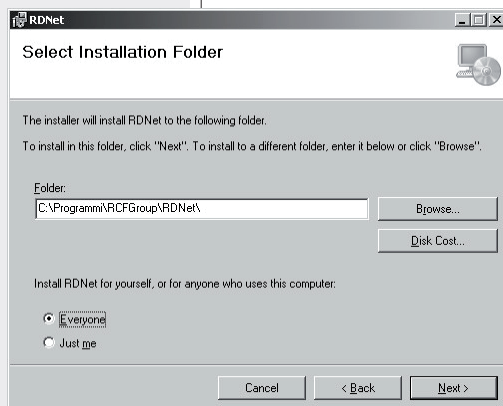 RDNet
Select Installation Folder
The installer will install RDNet to the following folder.
To install in this folder, click "Next". To install to a different folder, enter it below or click "Browse".
Folder:
C:\Programmi\RCFGroup\RDNet\
Browse...
Disk Cost...
Install RDNet for yourself, or for anyone who uses this computer:
Everyone
Just me
Cancel
< Back
Next >